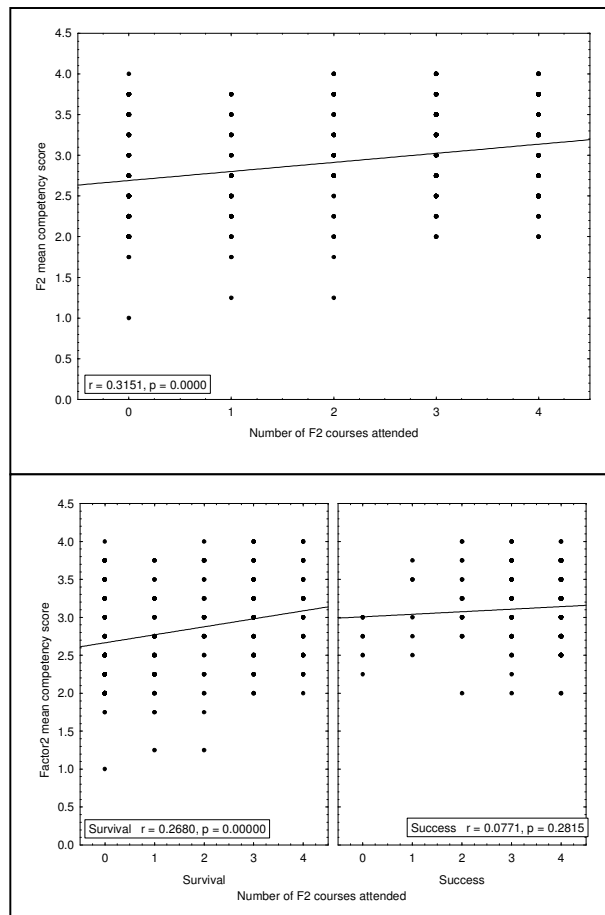 4.5
4.0
3.5
3.0
2.5
2.0
1.5
1.0
0.5
0.0
F2 mean competency score
r = 0.3151, p = 0.0000
0 1 2 3 4
Number of F2 courses attended
4.5
4.0
3.5
3.0
2.5
2.0
1.5
1.0
0.5
0.0
Factor2 mean competency score
Survival r = 0.2680, p = 0.00000
Success r = 0.0771, p = 0.2815
0 1 2 3 4
0 1 2 3 4
Survival
Success
Number of F2 courses attended